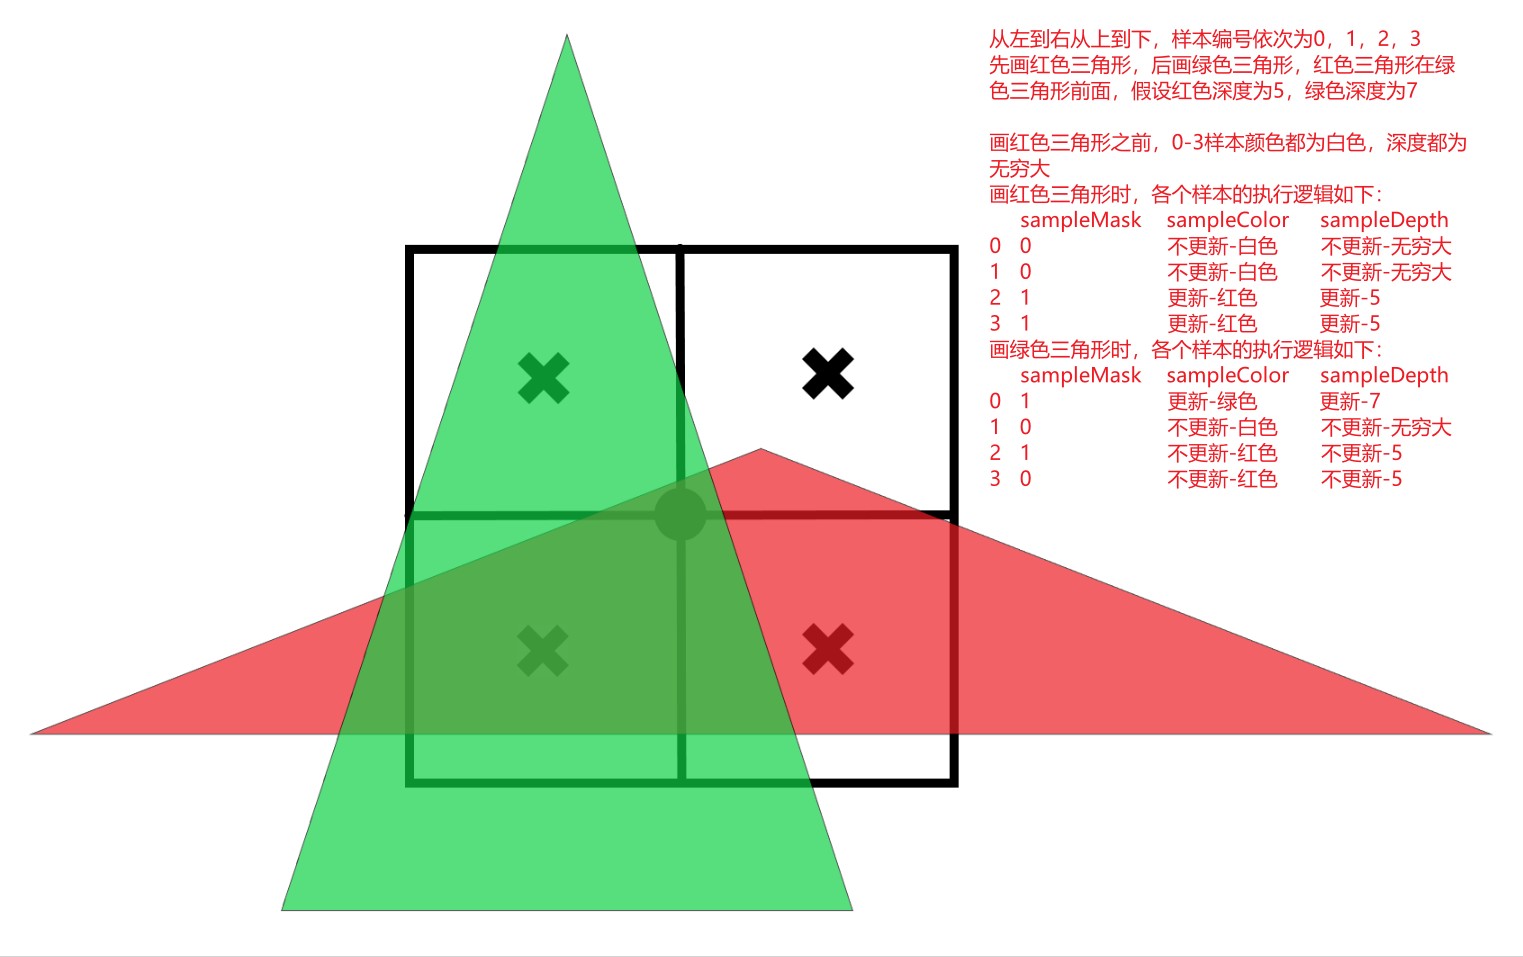 从左到右从上到下，样本编号依次为0，1，2，3
先画红色三角形，后画绿色三角形，红色三角形在绿
色三角形前面，假设红色深度为5，绿色深度为7
画红色三角形之前，0-3样本颜色都为白色，深度都为
无穷大
画红色三角形时，各个样本的执行逻辑如下：
sampleMask sampleColor sampleDepth
0 0 不更新-白色 不更新-无穷大
1 0 不更新-白色 不更新-无穷大
2 1 更新-红色 更新-5
3 1 更新-红色 更新-5
画绿色三角形时，各个样本的执行逻辑如下：
sampleMask sampleColor sampleDepth
0 1 更新-绿色 更新-7
1 0 不更新-白色 不更新-无穷大
2 1 不更新-红色 不更新-5
3 0 不更新-红色 不更新-5